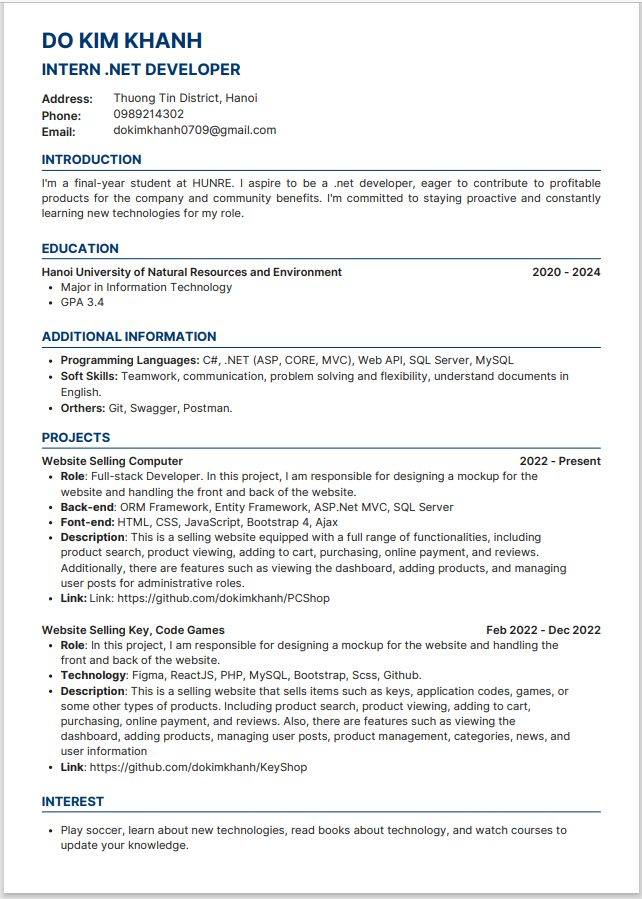 DO KIM KHANH
INTERN .NET DEVELOPER
Address: Thuong Tin District, Hanoi
Phone: 0989214302
Email: dokimkhanh0709@gmail.com
INTRODUCTION
I'm a final-year student at HUNRE. I aspire to be a .net developer, eager to contribute to profitable
products for the company and community benefits. I'm committed to staying proactive and constantly
learning new technologies for my role.
EDUCATION
Hanoi University of Natural Resources and Environment 2020 - 2024
• Major in Information Technology
• GPA 3.4
ADDITIONAL INFORMATION
• Programming Languages: C#, .NET (ASP, CORE, MVC), Web API, SQL Server, MySQL
• Soft Skills: Teamwork, communication, problem solving and flexibility, understand documents in
English.
• Orthers: Git, Swagger, Postman.
PROJECTS
Website Selling Computer 2022 - Present
• Role: Full-stack Developer. In this project, I am responsible for designing a mockup for the
website and handling the front and back of the website.
• Back-end: ORM Framework, Entity Framework, ASP.Net MVC, SQL Server
• Font-end: HTML, CSS, JavaScript, Bootstrap 4, Ajax
• Description: This is a selling website equipped with a full range of functionalities, including
product search, product viewing, adding to cart, purchasing, online payment, and reviews.
Additionally, there are features such as viewing the dashboard, adding products, and managing
user posts for administrative roles.
• Link: Link: https://github.com/dokimkhanh/PCShop
Website Selling Key, Code Games Feb 2022 - Dec 2022
• Role: In this project, I am responsible for designing a mockup for the website and handling the
front and back of the website.
• Technology: Figma, ReactJS, PHP, MySQL, Bootstrap, Scss, Github.
• Description: This is a selling website that sells items such as keys, application codes, games, or
some other types of products. Including product search, product viewing, adding to cart,
purchasing, online payment, and reviews. Also, there are features such as viewing the
dashboard, adding products, managing user posts, product management, categories, news, and
user information
• Link: https://github.com/dokimkhanh/KeyShop
INTEREST
• Play soccer, learn about new technologies, read books about technology, and watch courses to
update your knowledge.